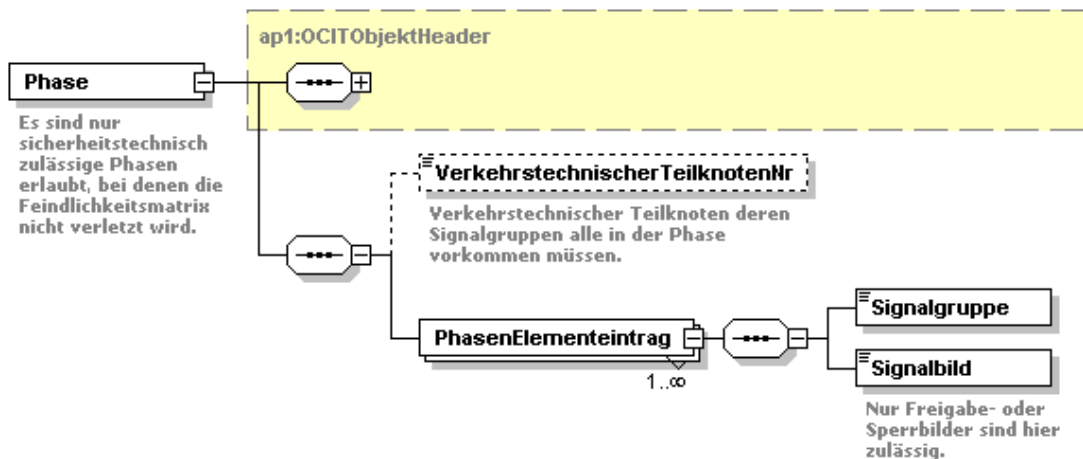 ap1:OCITObjektHeader
Phase
Es sind nur
sicherheitstechnisch
zulässige Phasen
erlaubt, bei denen die
Feindlichkeitsmatrix
nicht verletzt wird.
VerkehrstechnischerTeilknotenNr
Verkehrstechnischer Teilknoten deren
Signalgruppen alle in der Phase
vorkommen müssen.
PhasenElementeintrag
1..∞
Signalgruppe
Signalbild
Nur Freigabe- oder
Sperrbilder sind hier
zulässig.